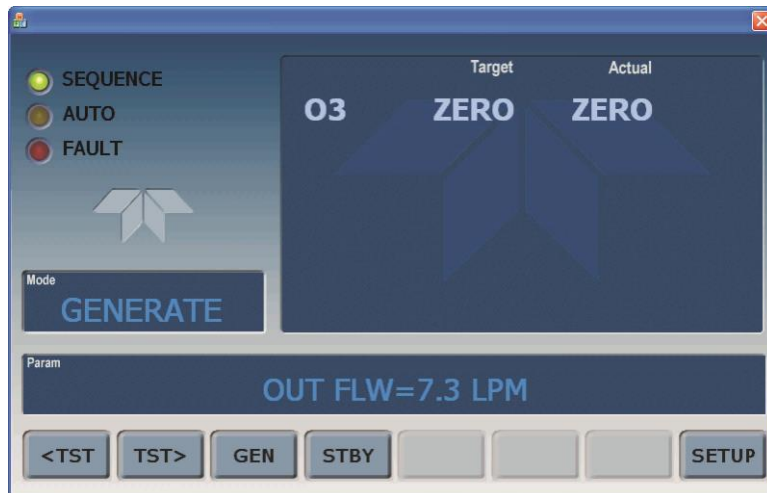 SEQUENCE
AUTO
FAULT
Target Actual
O3 ZERO ZERO
Mode
GENERATE
Param
OUT FLW=7.3 LPM
<TST TST> GEN STBY SETUP